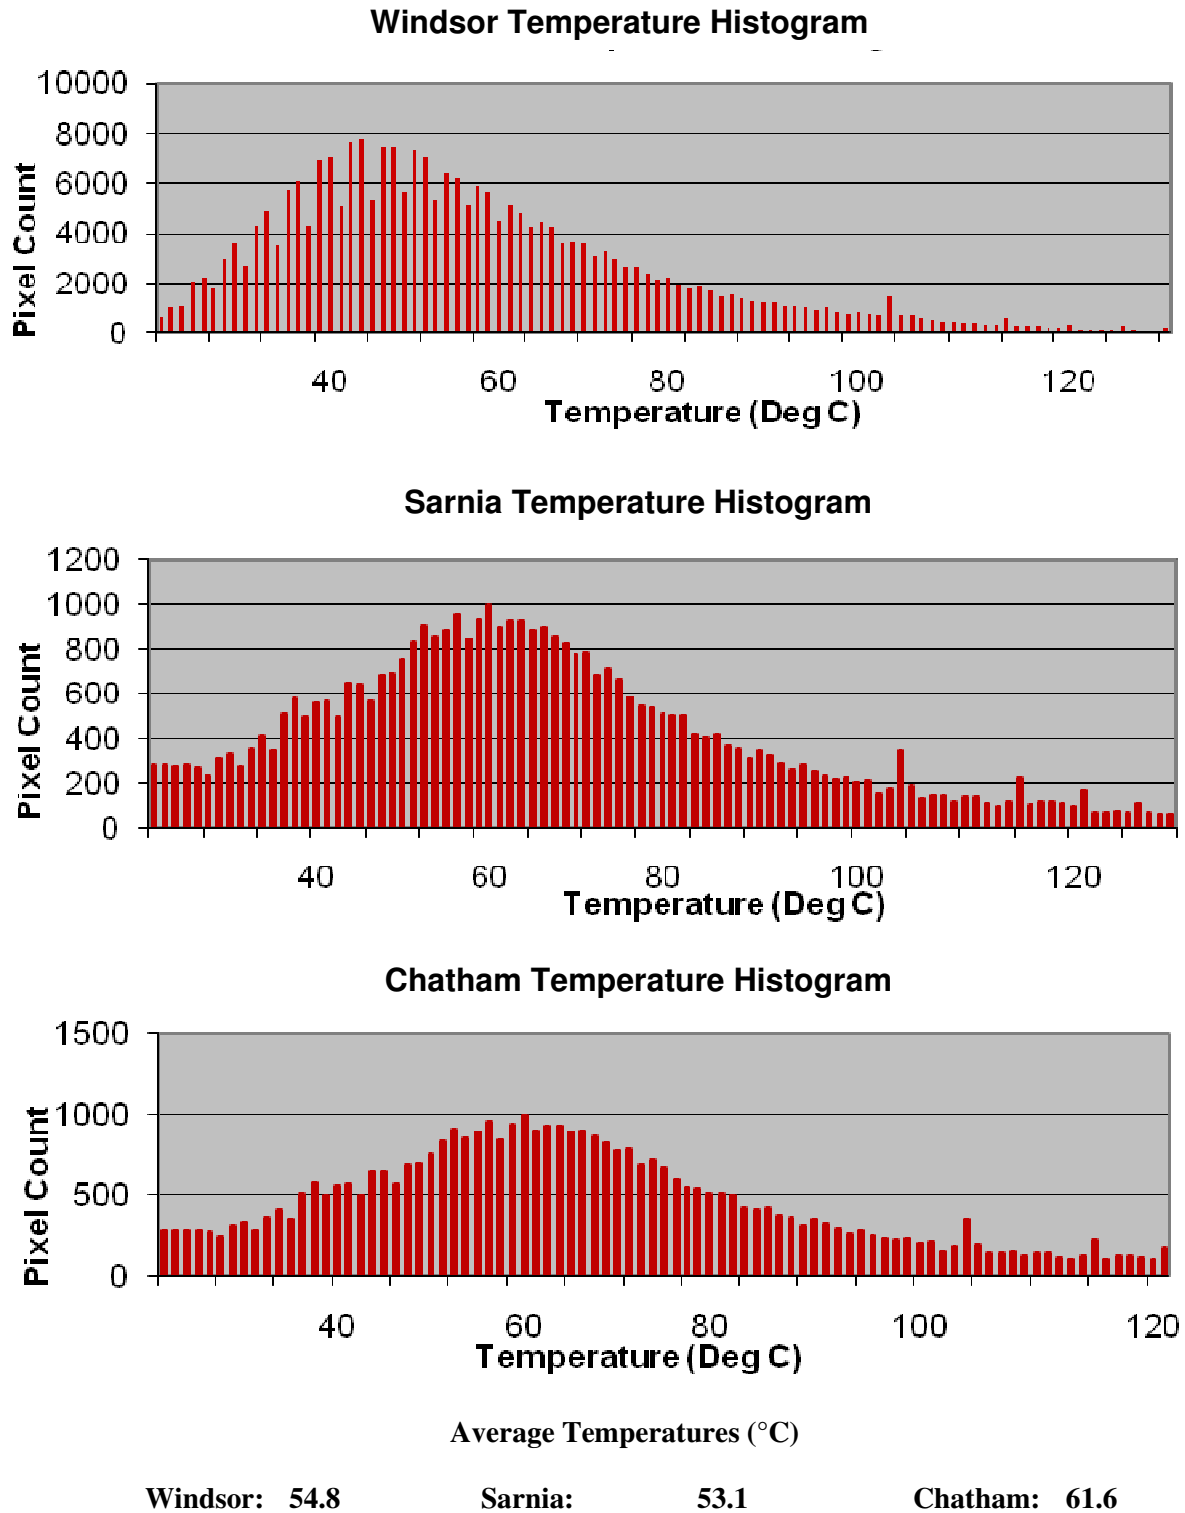 Windsor Temperature Histogram
10000
8000
6000
4000
2000
0
Pixel Count
40 60 80 100 120
Temperature (Deg C)
Sarnia Temperature Histogram
1200
1000
800
600
400
200
0
Pixel Count
40 60 80 100 120
Temperature (Deg C)
Chatham Temperature Histogram
1500
1000
500
0
Pixel Count
40 60 80 100 120
Temperature (Deg C)
Average Temperatures (°C)
Windsor: 54.8 Sarnia: 53.1 Chatham: 61.6